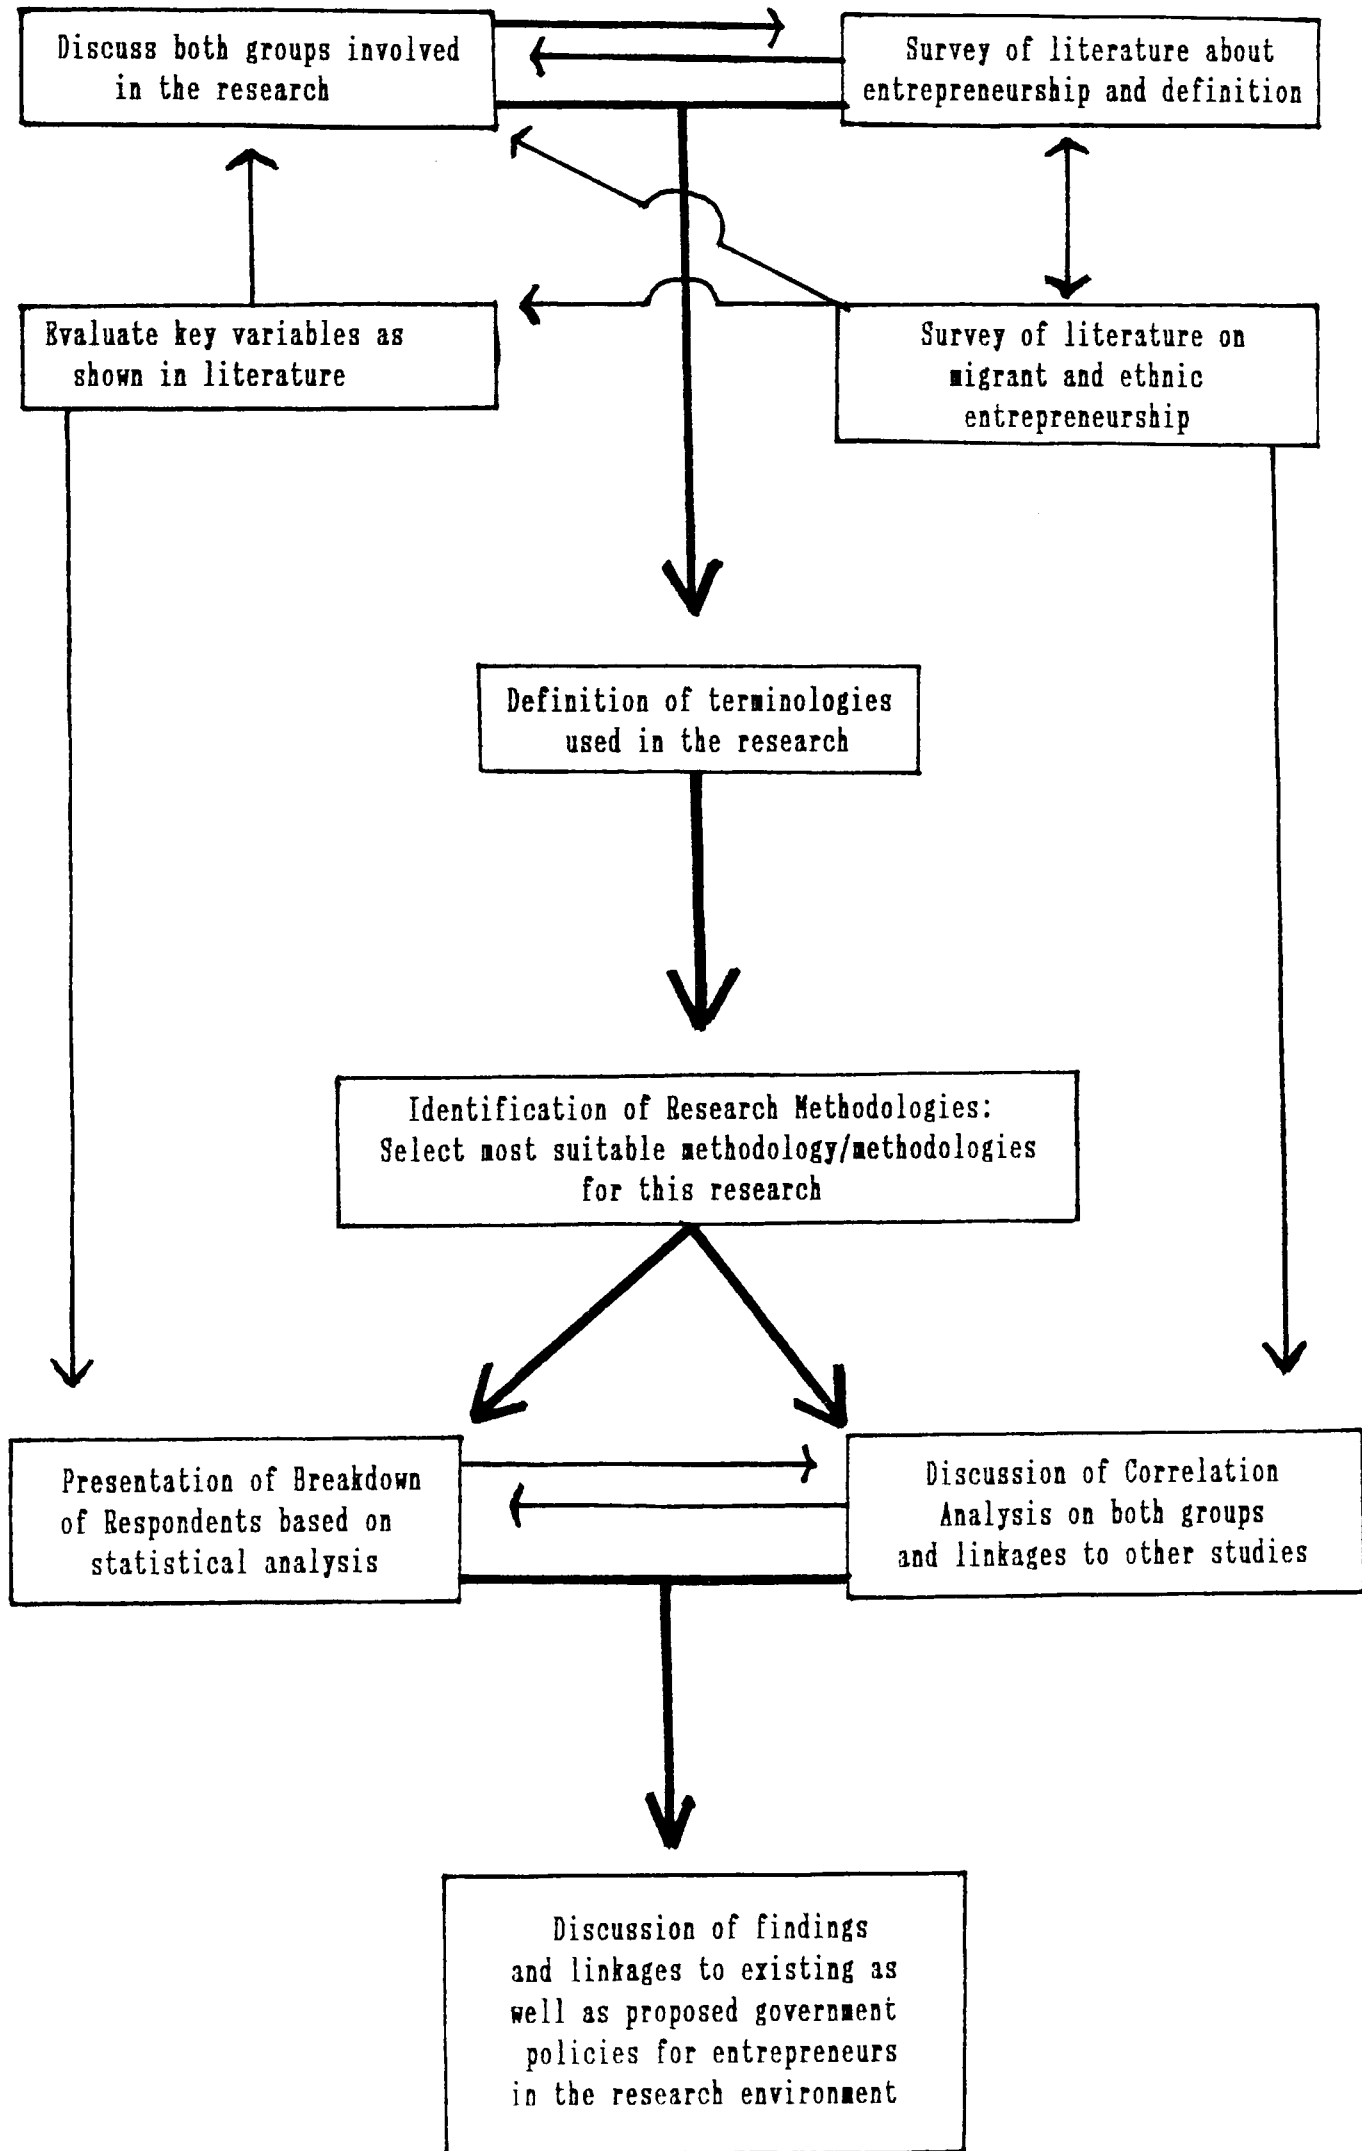 Discuss both groups involved
in the research
Survey of literature about
entrepreneurship and definition
Evaluate key variables as
shown in literature
Survey of literature on
migrant and ethnic
entrepreneurship
Definition of terminologies
used in the research
Identification of Research Methodologies:
Select most suitable methodology/methodologies
for this research
Presentation of Breakdown
of Respondents based on
statistical analysis
Discussion of Correlation
Analysis on both groups
and linkages to other studies
Discussion of findings
and linkages to existing as
well as proposed government
policies for entrepreneurs
in the research environment